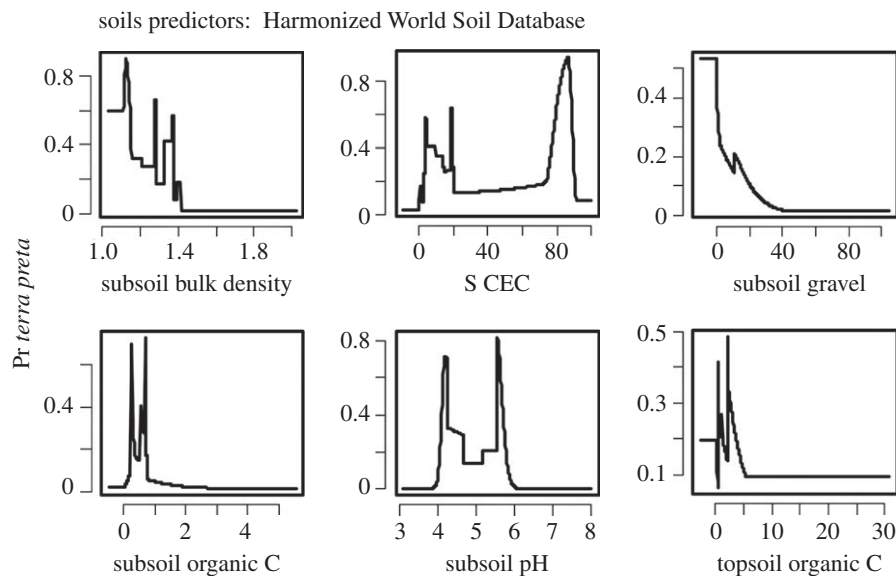 soils predictors: Harmonized World Soil Database
Pr terra preta
0.8
0.4
0
1.0 1.4 1.8
subsoil bulk density
0.8
0.4
0
0 40 80
S CEC
0.4
0.2
0
0 40 80
subsoil gravel
0.4
0
0 2 4
subsoil organic C
0.8
0.4
0
3 4 5 6 7 8
subsoil pH
0.5
0.3
0.1
0 10 20 30
topsoil organic C